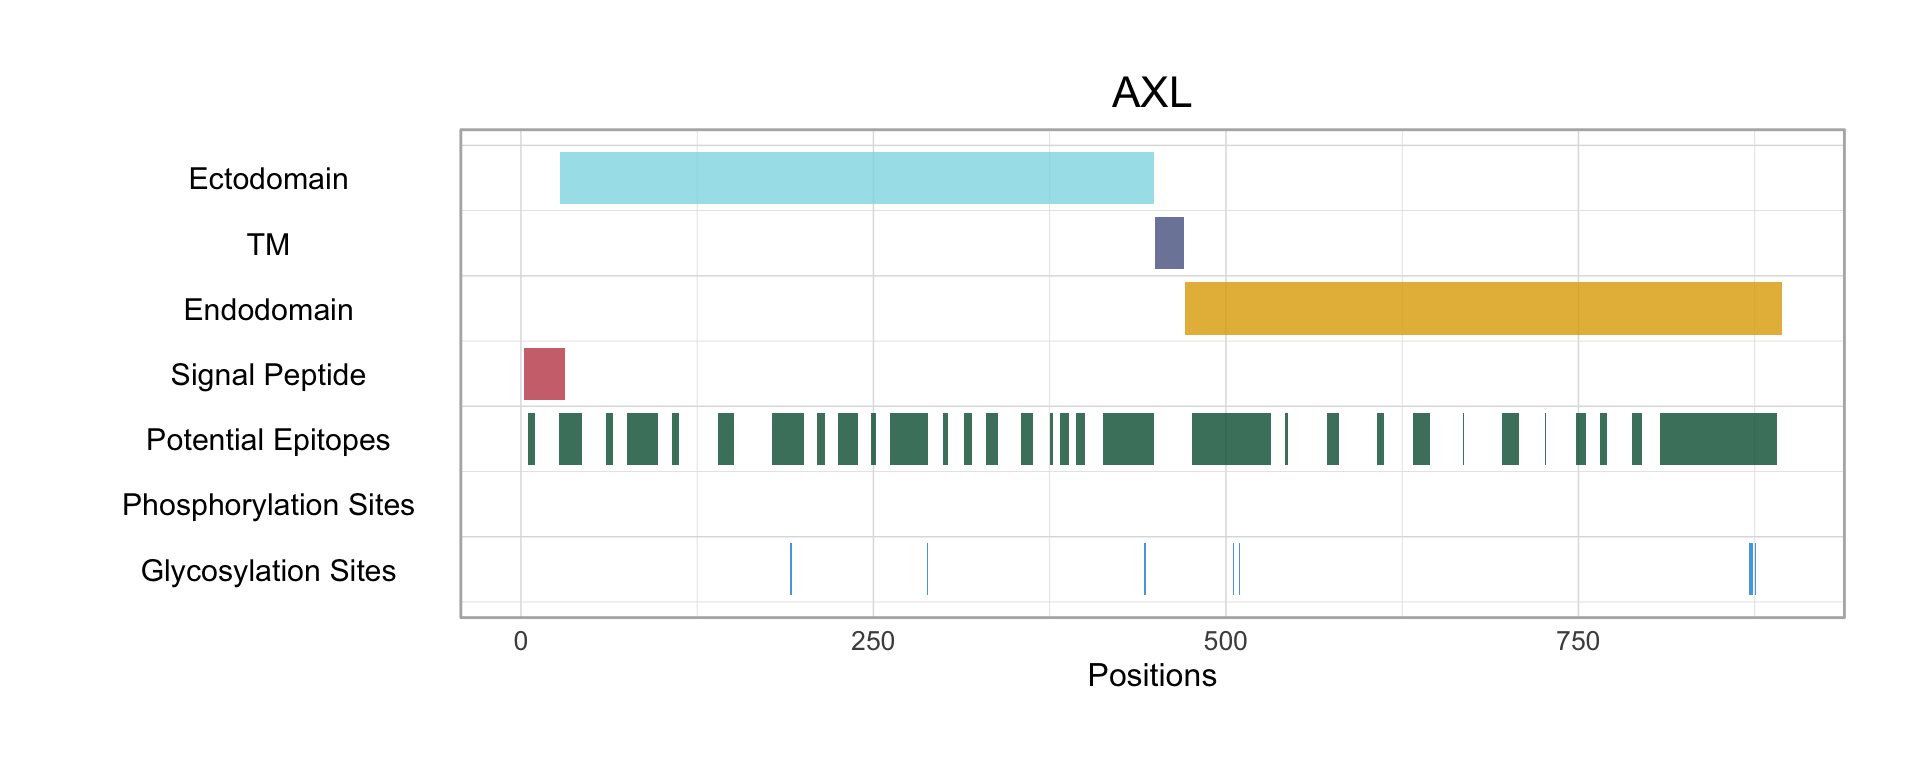 AXL
Ectodomain
TM
Endodomain
Signal Peptide
Potential Epitopes
Phosphorylation Sites
Glycosylation Sites
0 250 500 750
Positions